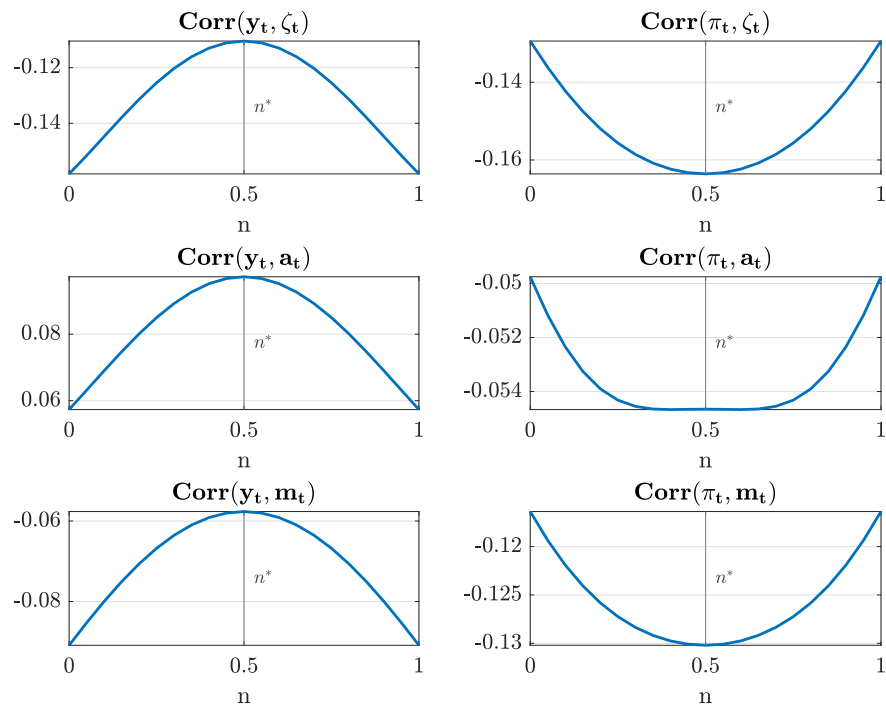 Corr(y_t, ζ_t)
-0.12
-0.14
n*
0 0.5 1
n
Corr(π_t, ζ_t)
-0.14
-0.16
n*
0 0.5 1
n
Corr(y_t, a_t)
0.08
0.06
n*
0 0.5 1
n
Corr(π_t, a_t)
-0.05
-0.052
-0.054
n*
0 0.5 1
n
Corr(y_t, m_t)
-0.06
-0.08
n*
0 0.5 1
n
Corr(π_t, m_t)
-0.12
-0.125
-0.13
n*
0 0.5 1
n